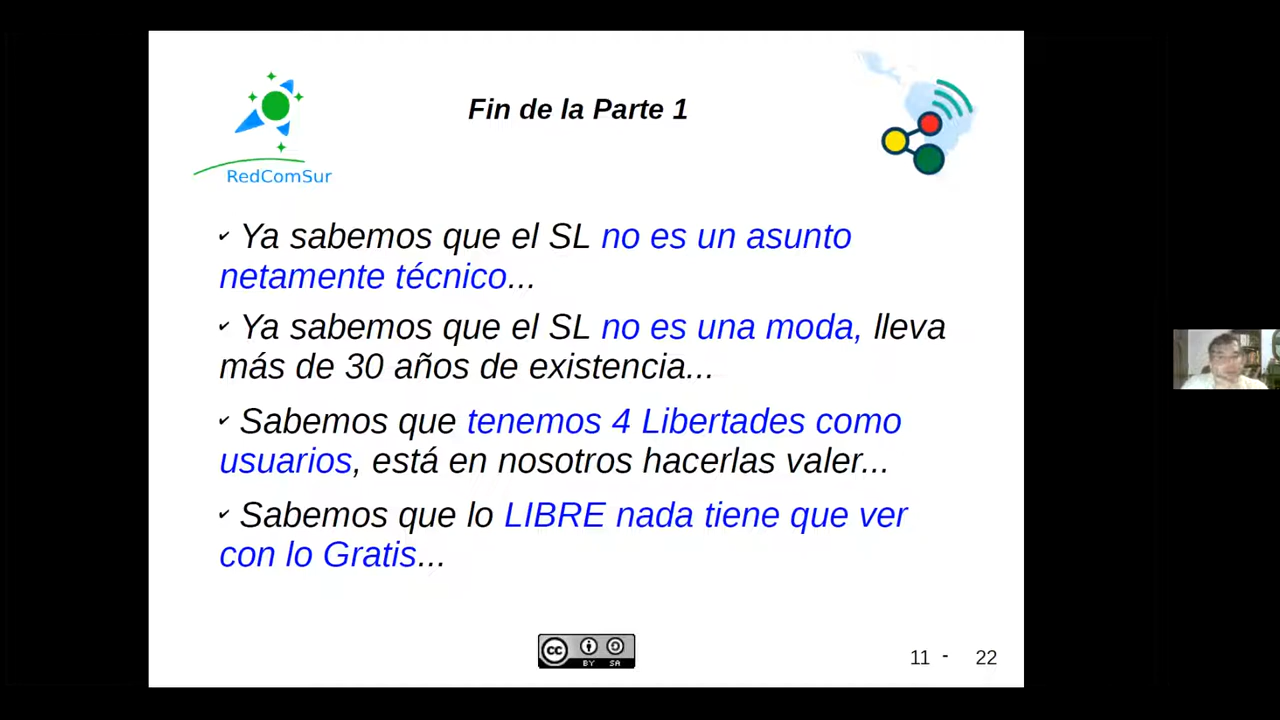 Fin de la Parte 1
RedComSur
✔ Ya sabemos que el SL no es un asunto
netamente técnico...
✔ Ya sabemos que el SL no es una moda, lleva
más de 30 años de existencia...
✔ Sabemos que tenemos 4 Libertades como
usuarios, está en nosotros hacerlas valer...
✔ Sabemos que lo LIBRE nada tiene que ver
con lo Gratis...
cc
BY SA
11 - 22